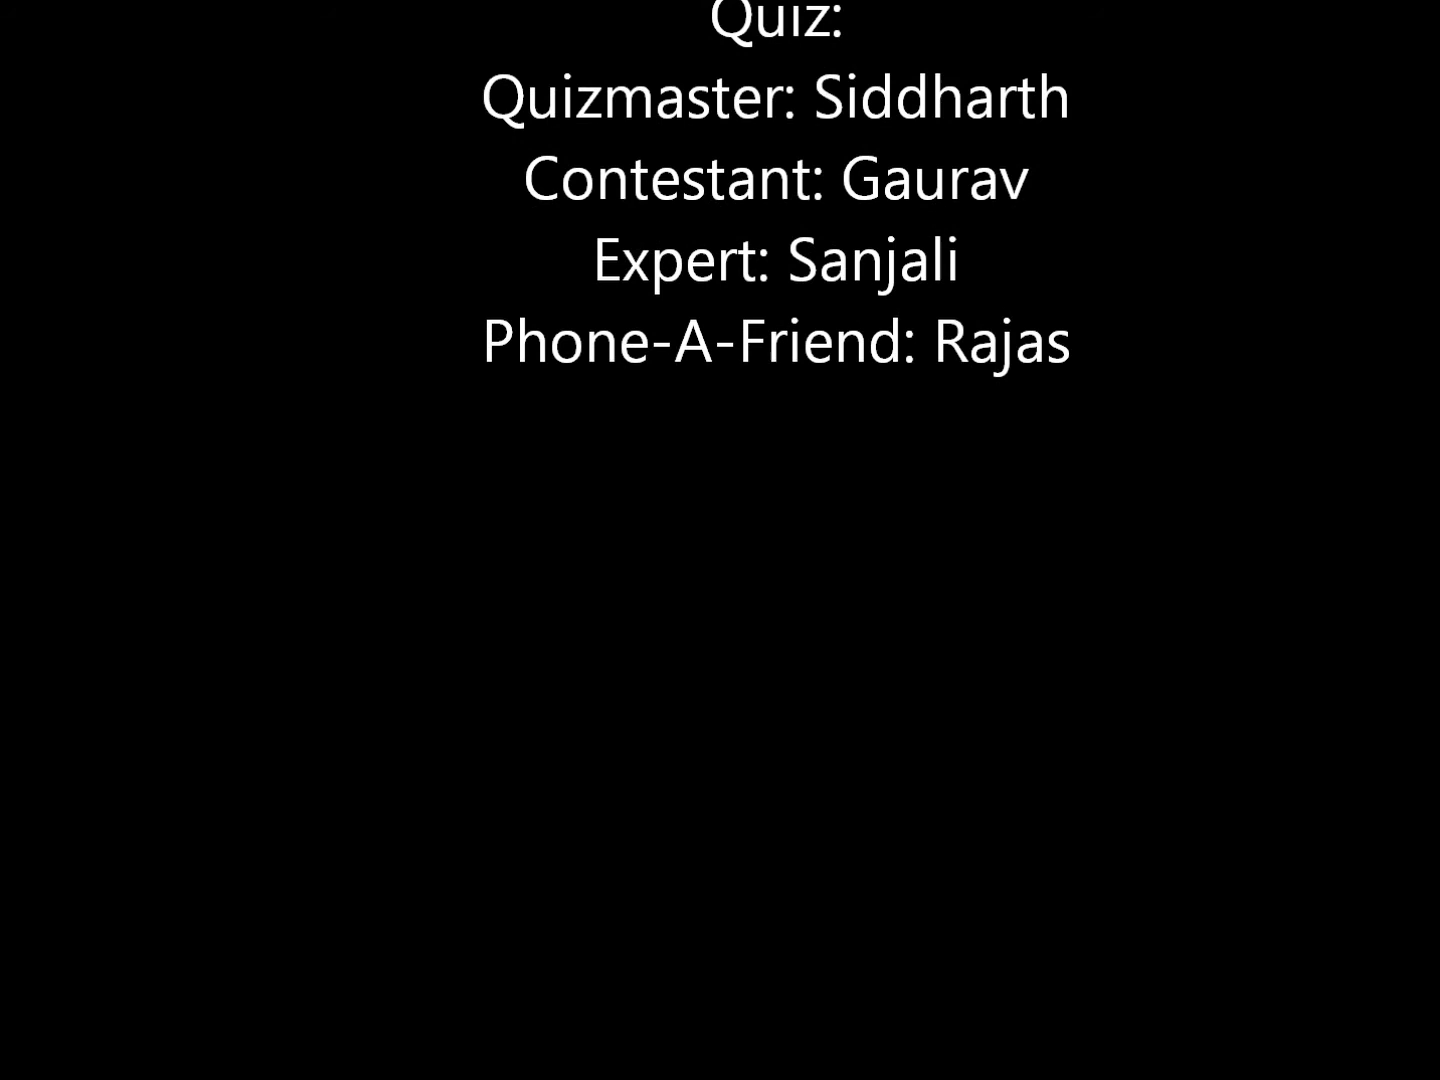 Quiz:
Quizmaster: Siddharth
Contestant: Gaurav
Expert: Sanjali
Phone-A-Friend: Rajas